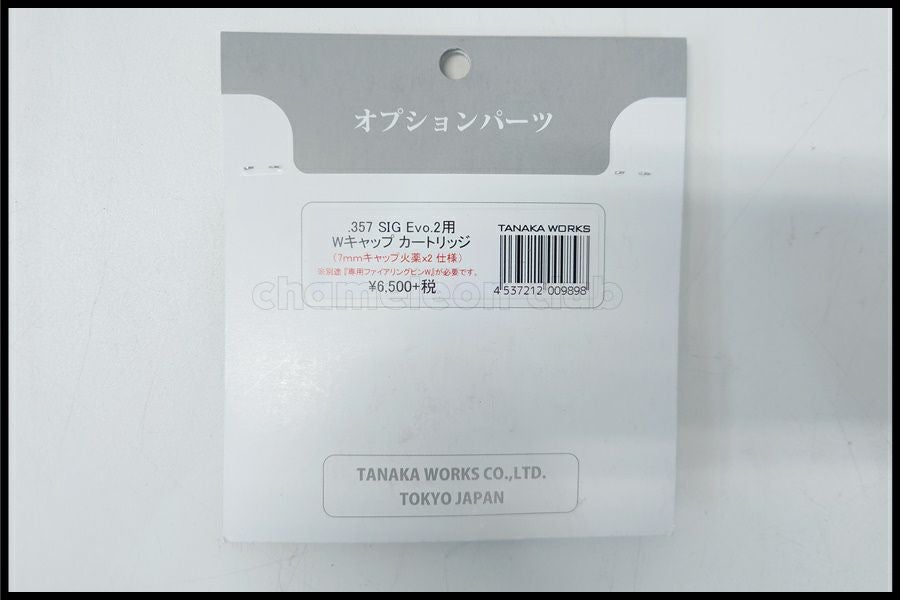 オプションパーツ
.357 SIG Evo.2用
Wキャップ カートリッジ
(7mmキャップ火薬x2 仕様)
※別途『専用ファイアリングピンW』が必要です。
¥6,500+税
TANAKA WORKS
4 537212 009898
chameleon club
TANAKA WORKS CO.,LTD.
TOKYO JAPAN